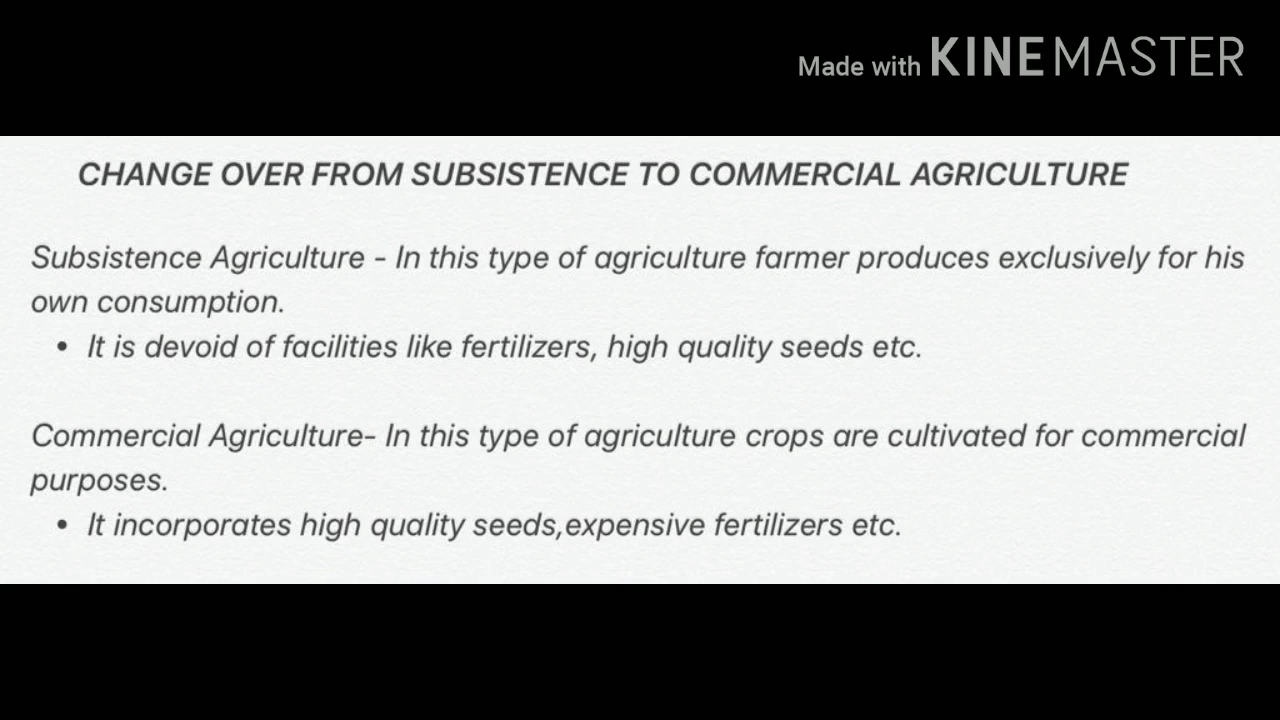 Made with KINEMASTER
CHANGE OVER FROM SUBSISTENCE TO COMMERCIAL AGRICULTURE
Subsistence Agriculture - In this type of agriculture farmer produces exclusively for his
own consumption.
• It is devoid of facilities like fertilizers, high quality seeds etc.
Commercial Agriculture- In this type of agriculture crops are cultivated for commercial
purposes.
• It incorporates high quality seeds,expensive fertilizers etc.